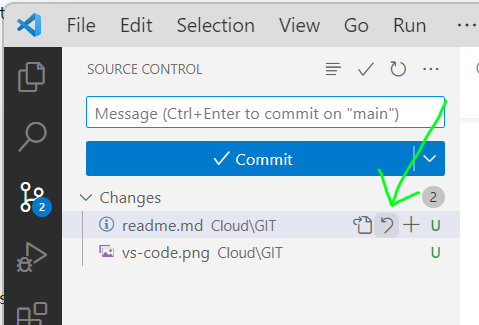 File Edit Selection View Go Run ...
SOURCE CONTROL
Message (Ctrl+Enter to commit on "main")
Commit
Changes 2
readme.md Cloud\GIT U
vs-code.png Cloud\GIT U
2